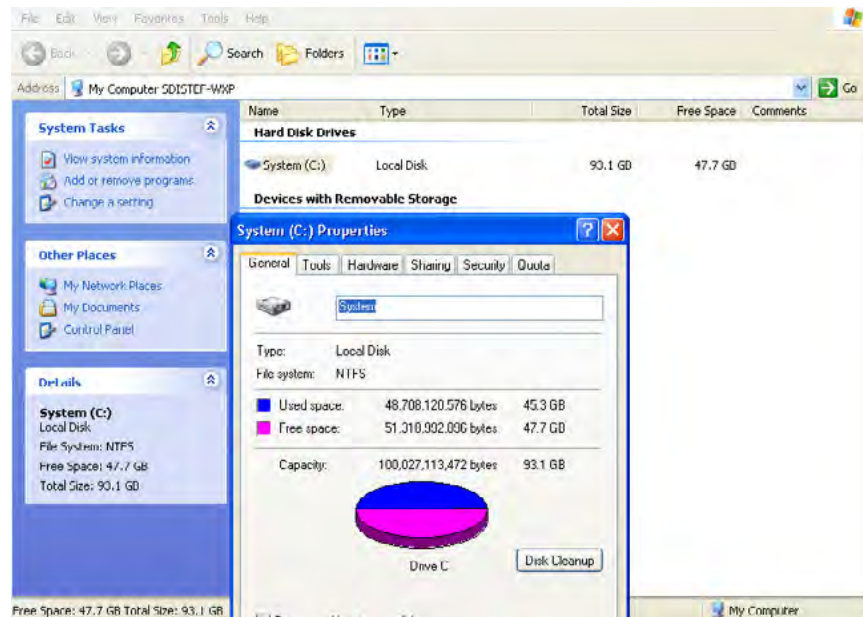 File Edit View Favorites Tools Help
Back Search Folders
Address My Computer SDISTEF-WXP Go
Name Type Total Size Free Space Comments
System Tasks
Hard Disk Drives
View system information
System (C:) Local Disk 93.1 GB 47.7 GB
Add or remove programs
Change a setting
Devices with Removable Storage
System (C:) Properties
Other Places
General Tools Hardware Sharing Security Quota
My Network Places
My Documents
Control Panel
System
Type: Local Disk
File system: NTFS
Details
System (C:)
Local Disk
File System: NTFS
Free Space: 47.7 GB
Total Size: 93.1 GB
Used space: 48,708,120,576 bytes 45.3 GB
Free space: 51,318,992,896 bytes 47.7 GB
Capacity: 100,027,113,472 bytes 93.1 GB
Drive C
Disk Cleanup
Free Space: 47.7 GB Total Size: 93.1 GB
My Computer